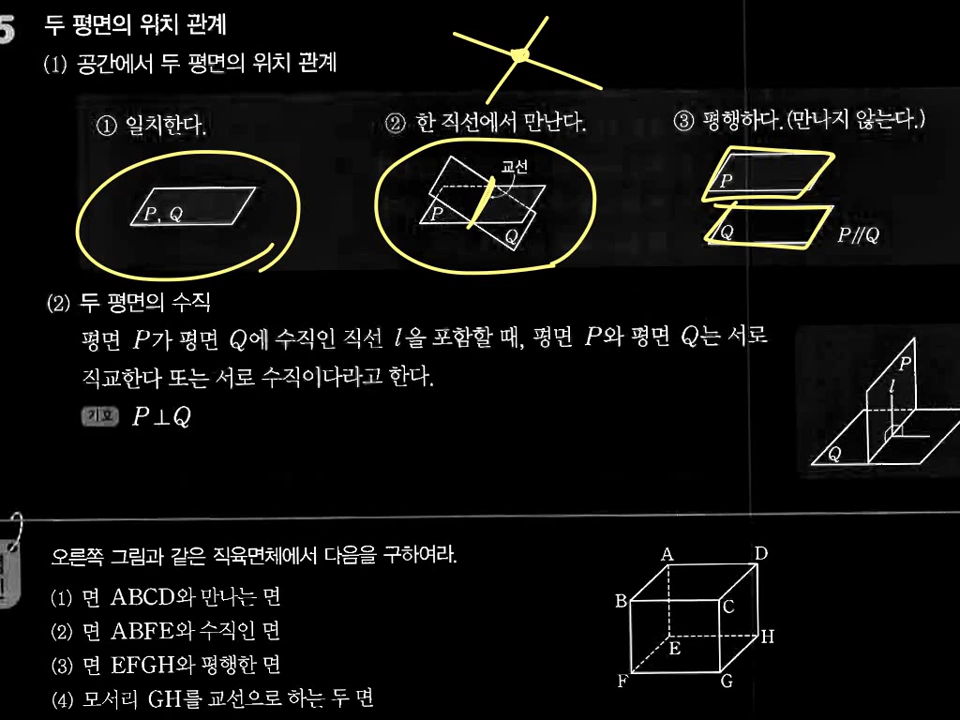 5 두 평면의 위치 관계
(1) 공간에서 두 평면의 위치 관계
① 일치한다.
② 한 직선에서 만난다.
③ 평행하다.(만나지 않는다.)
P, Q
교선
P
Q
P
Q
P//Q
(2) 두 평면의 수직
평면 P가 평면 Q에 수직인 직선 l을 포함할 때, 평면 P와 평면 Q는 서로
직교한다 또는 서로 수직이다라고 한다.
기호 P⊥Q
P
l
Q
오른쪽 그림과 같은 직육면체에서 다음을 구하여라.
(1) 면 ABCD와 만나는 면
(2) 면 ABFE와 수직인 면
(3) 면 EFGH와 평행한 면
(4) 모서리 GH를 교선으로 하는 두 면
A D
B C
E H
F G